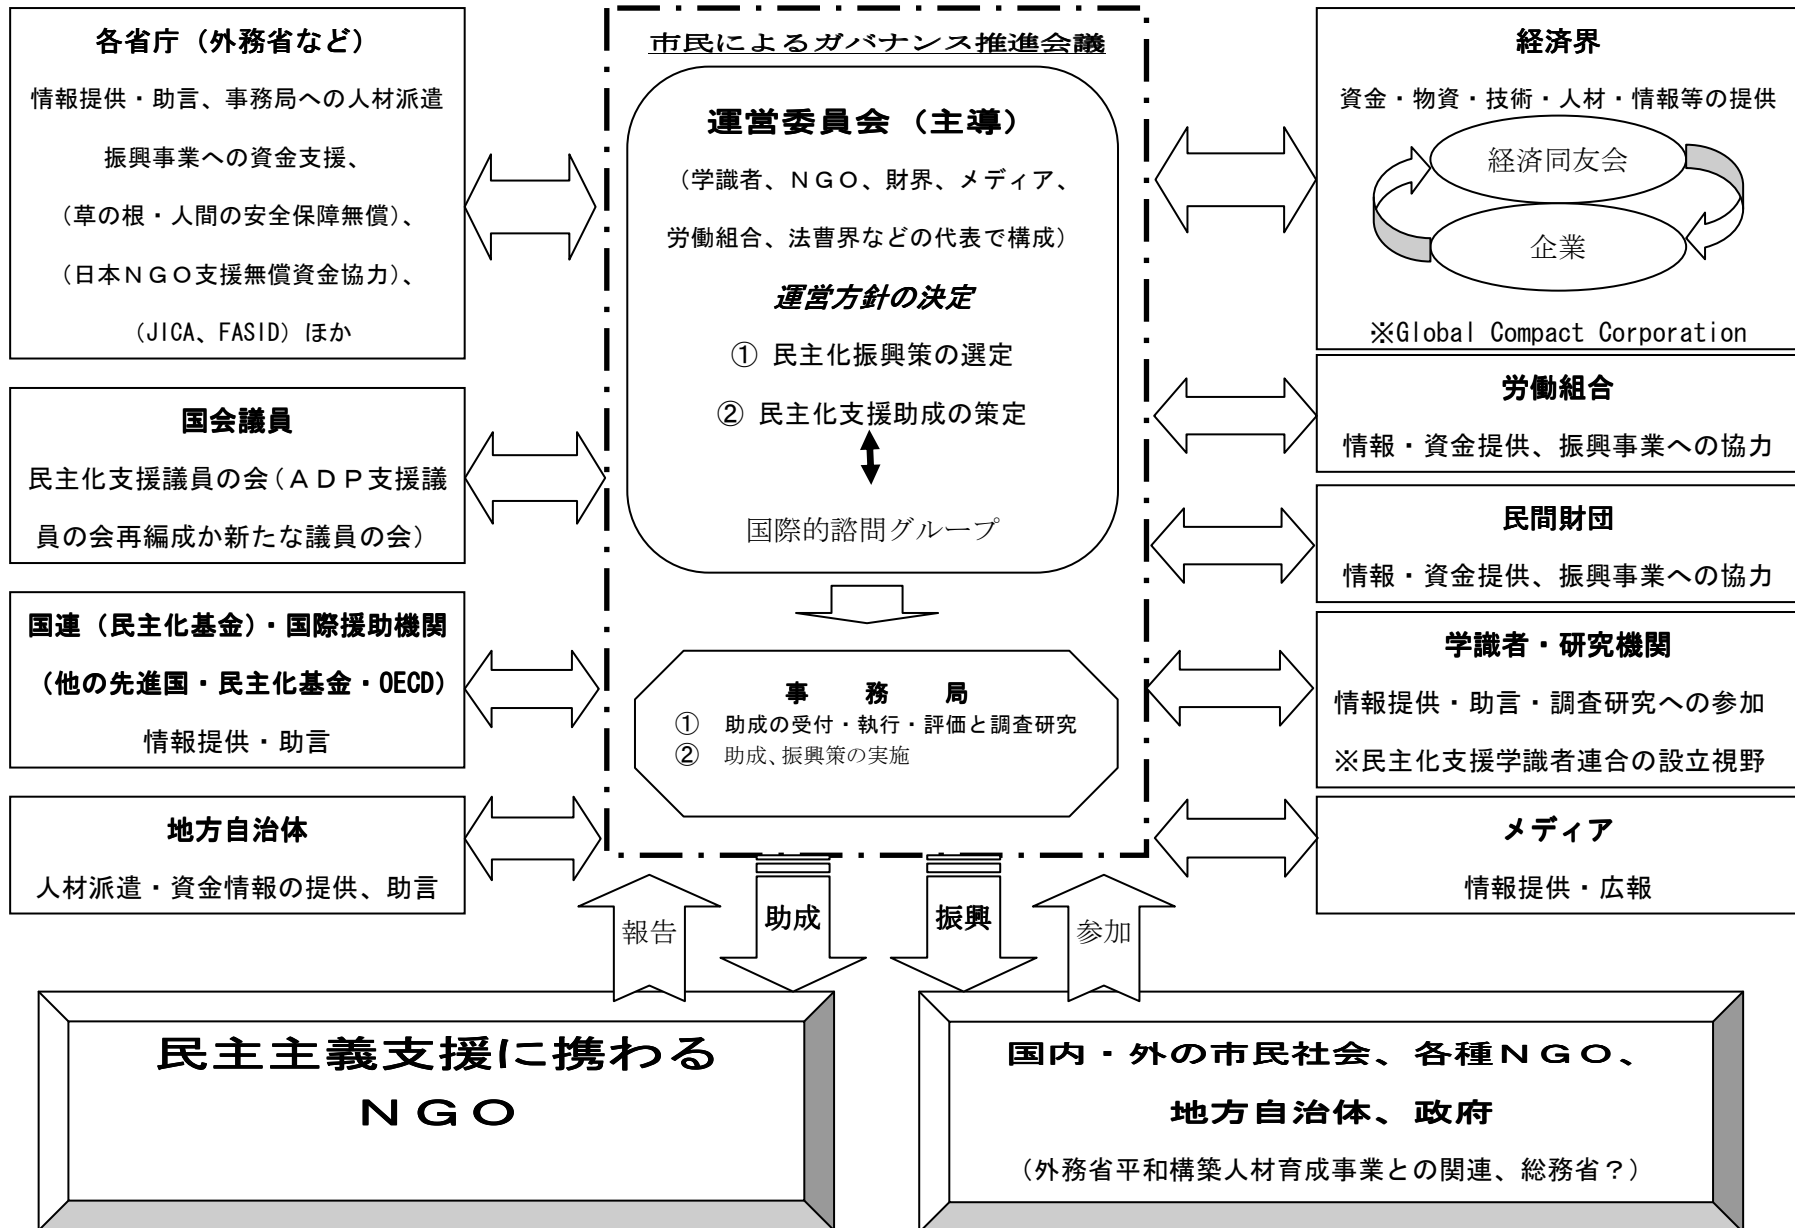 各省庁（外務省など）
情報提供・助言、事務局への人材派遣
振興事業への資金支援、
（草の根・人間の安全保障無償）、
（日本ＮＧＯ支援無償資金協力）、
（JICA、FASID）ほか
国会議員
民主化支援議員の会（ＡＤＰ支援議
員の会再編成か新たな議員の会）
国連（民主化基金）・国際援助機関
（他の先進国・民主化基金・OECD）
情報提供・助言
地方自治体
人材派遣・資金情報の提供、助言
市民によるガバナンス推進会議
運営委員会（主導）
（学識者、ＮＧＯ、財界、メディア、
労働組合、法曹界などの代表で構成）
運営方針の決定
① 民主化振興策の選定
② 民主化支援助成の策定
国際的諮問グループ
事　務　局
① 助成の受付・執行・評価と調査研究
② 助成、振興策の実施
経済界
資金・物資・技術・人材・情報等の提供
経済同友会
企業
※Global Compact Corporation
労働組合
情報・資金提供、振興事業への協力
民間財団
情報・資金提供、振興事業への協力
学識者・研究機関
情報提供・助言・調査研究への参加
※民主化支援学識者連合の設立視野
メディア
情報提供・広報
報告
助成
振興
参加
民主主義支援に携わる
ＮＧＯ
国内・外の市民社会、各種ＮＧＯ、
地方自治体、政府
（外務省平和構築人材育成事業との関連、総務省？）